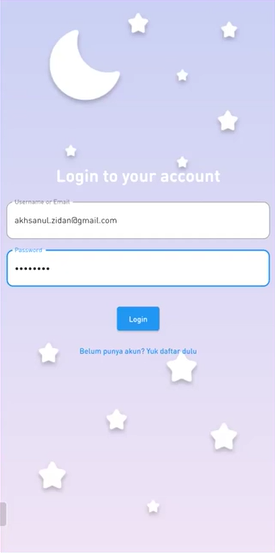 Login to your account
Username or Email
akhsanul.zidan@gmail.com
Password
••••••••
Login
Belum punya akun? Yuk daftar dulu